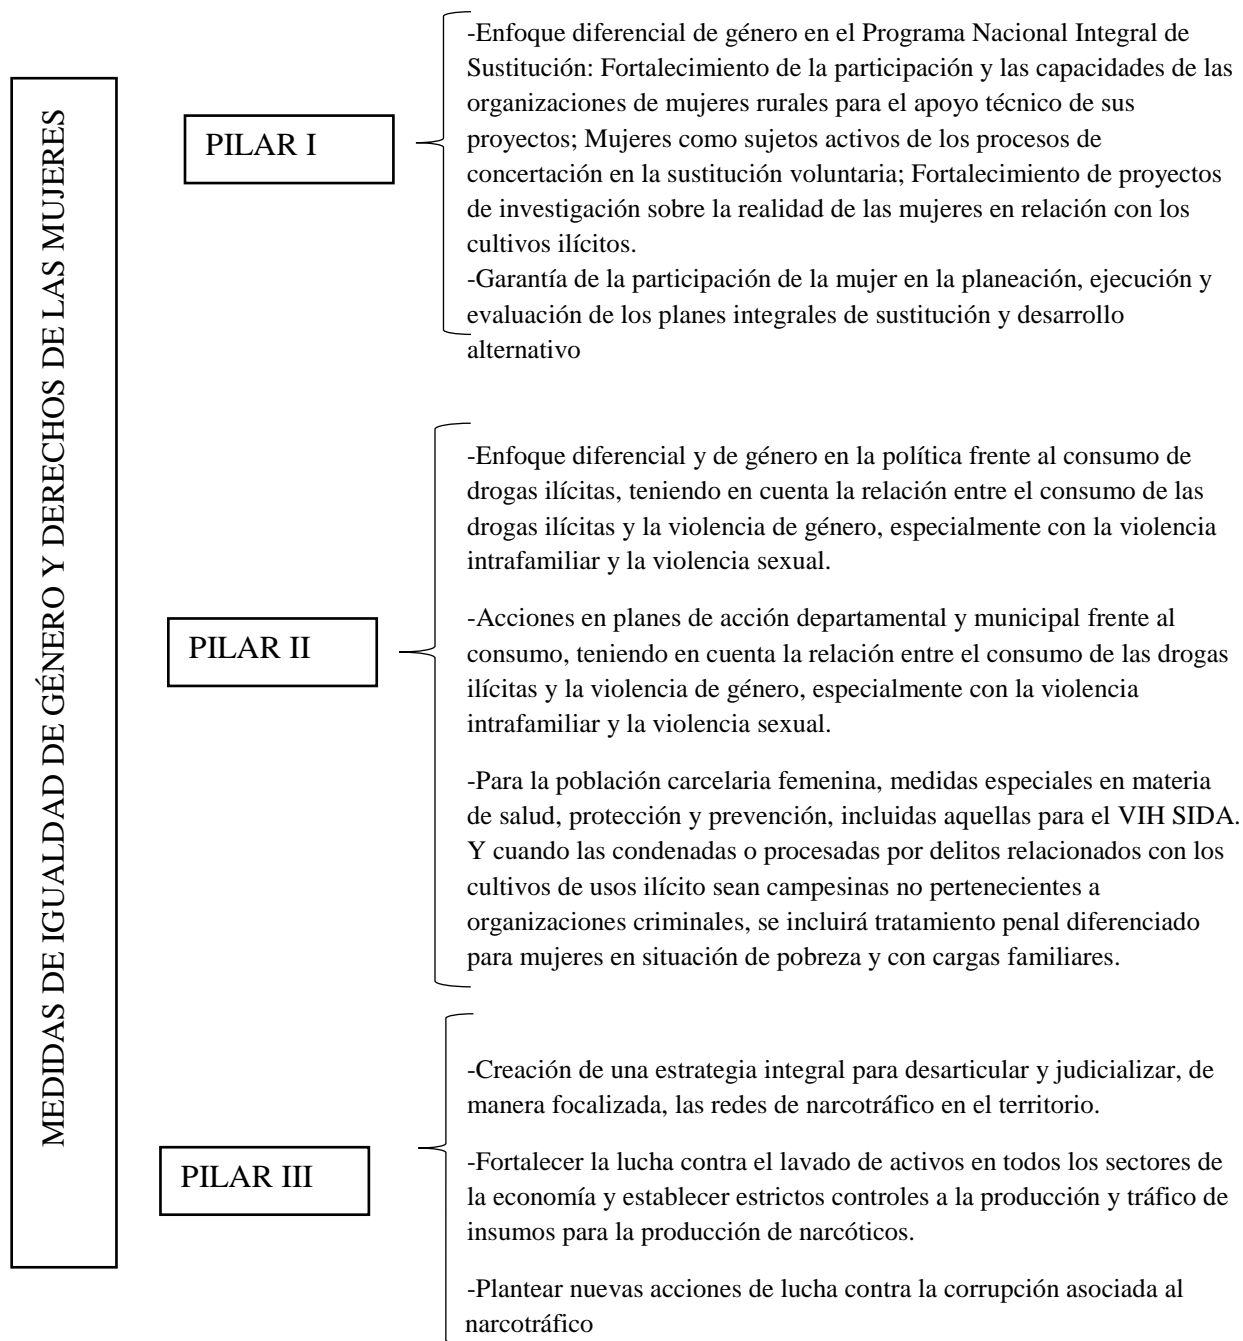 MEDIDAS DE IGUALDAD DE GÉNERO Y DERECHOS DE LAS MUJERES
PILAR I
-Enfoque diferencial de género en el Programa Nacional Integral de
Sustitución: Fortalecimiento de la participación y las capacidades de las
organizaciones de mujeres rurales para el apoyo técnico de sus
proyectos; Mujeres como sujetos activos de los procesos de
concertación en la sustitución voluntaria; Fortalecimiento de proyectos
de investigación sobre la realidad de las mujeres en relación con los
cultivos ilícitos.
-Garantía de la participación de la mujer en la planeación, ejecución y
evaluación de los planes integrales de sustitución y desarrollo
alternativo
PILAR II
-Enfoque diferencial y de género en la política frente al consumo de
drogas ilícitas, teniendo en cuenta la relación entre el consumo de las
drogas ilícitas y la violencia de género, especialmente con la violencia
intrafamiliar y la violencia sexual.
-Acciones en planes de acción departamental y municipal frente al
consumo, teniendo en cuenta la relación entre el consumo de las drogas
ilícitas y la violencia de género, especialmente con la violencia
intrafamiliar y la violencia sexual.
-Para la población carcelaria femenina, medidas especiales en materia
de salud, protección y prevención, incluidas aquellas para el VIH SIDA.
Y cuando las condenadas o procesadas por delitos relacionados con los
cultivos de usos ilícito sean campesinas no pertenecientes a
organizaciones criminales, se incluirá tratamiento penal diferenciado
para mujeres en situación de pobreza y con cargas familiares.
PILAR III
-Creación de una estrategia integral para desarticular y judicializar, de
manera focalizada, las redes de narcotráfico en el territorio.
-Fortalecer la lucha contra el lavado de activos en todos los sectores de
la economía y establecer estrictos controles a la producción y tráfico de
insumos para la producción de narcóticos.
-Plantear nuevas acciones de lucha contra la corrupción asociada al
narcotráfico